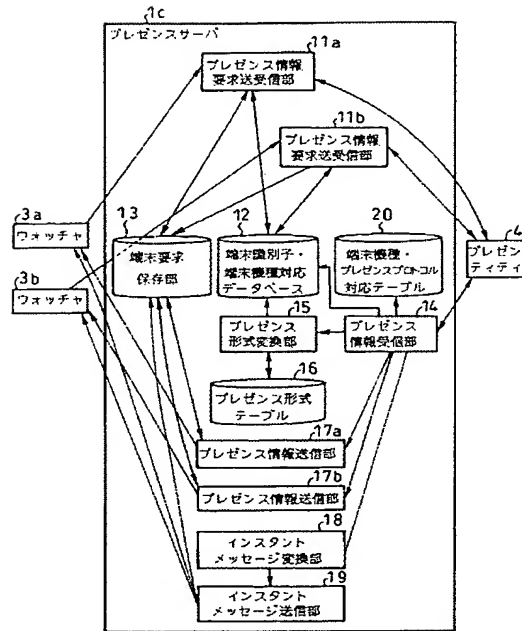 1c
プレゼンスサーバ
11a
プレゼンス情報
要求送受信部
11b
プレゼンス情報
要求送受信部
3a
ウォッチャ
3b
ウォッチャ
13
端末要求
保存部
12
端末識別子・
端末機種対応
データベース
20
端末機種・
プレゼンスプロトコル
対応テーブル
4
プレゼン
ティティ
15
プレゼンス
形式変換部
14
プレゼンス
情報受信部
16
プレゼンス形式
テーブル
17a
プレゼンス情報送信部
17b
プレゼンス情報送信部
18
インスタント
メッセージ変換部
19
インスタント
メッセージ送信部